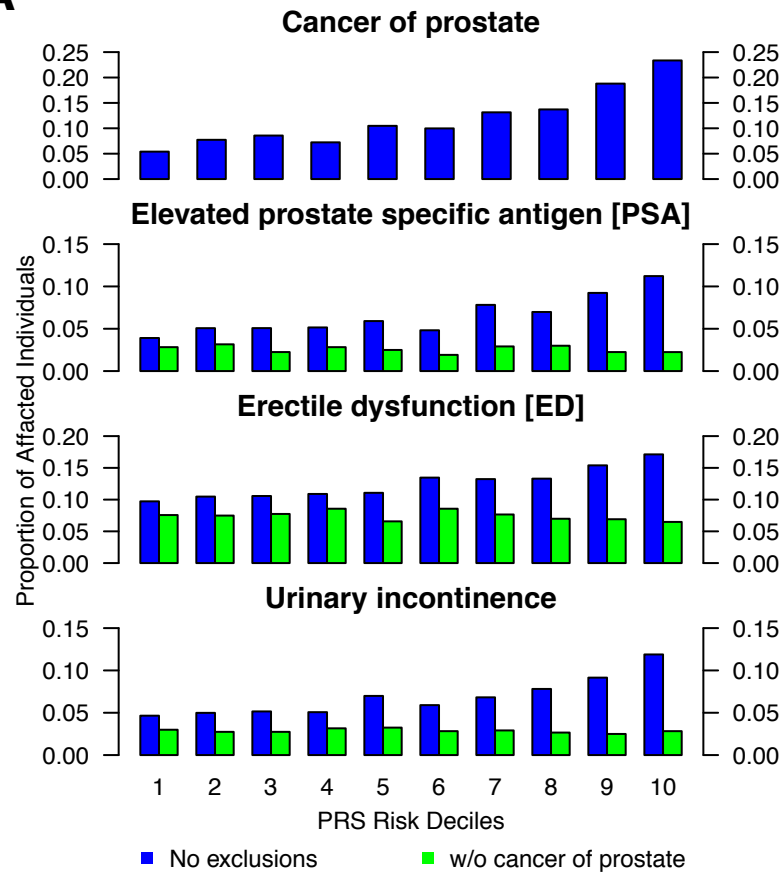 A
Cancer of prostate
0.25 0.25
0.20 0.20
0.15 0.15
0.10 0.10
0.05 0.05
0.00 0.00
Elevated prostate specific antigen [PSA]
0.15 0.15
0.10 0.10
0.05 0.05
0.00 0.00
Erectile dysfunction [ED]
0.20 0.20
0.15 0.15
0.10 0.10
0.05 0.05
0.00 0.00
Urinary incontinence
0.15 0.15
0.10 0.10
0.05 0.05
0.00 0.00
Proportion of Affacted Individuals
1 2 3 4 5 6 7 8 9 10
PRS Risk Deciles
No exclusions w/o cancer of prostate